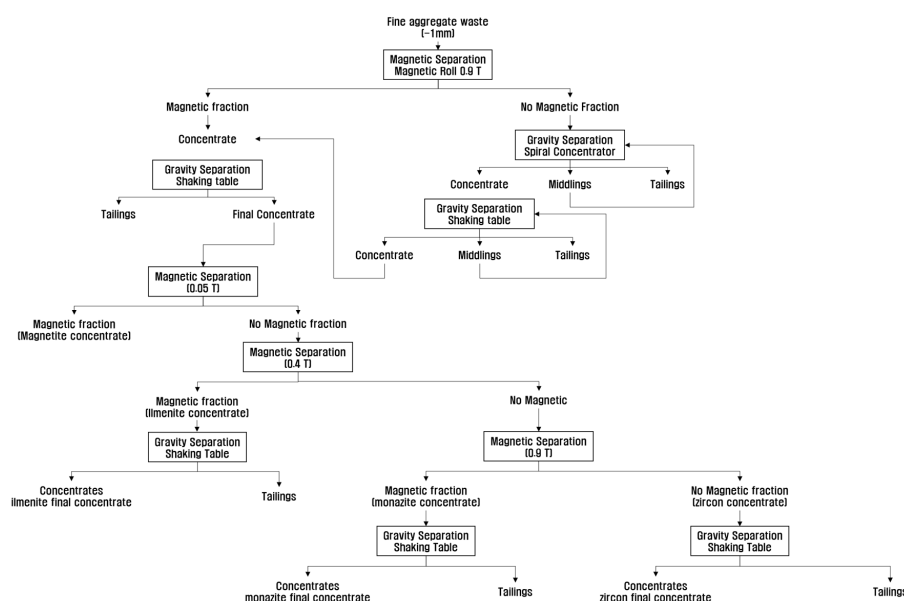 Fine aggregate waste
(-1mm)
Magnetic Separation
Magnetic Roll 0.9 T
Magnetic fraction
No Magnetic Fraction
Concentrate
Gravity Separation
Spiral Concentrator
Gravity Separation
Shaking table
Concentrate
Middlings
Tailings
Tailings
Final Concentrate
Gravity Separation
Shaking table
Concentrate
Middlings
Tailings
Magnetic Separation
(0.05 T)
Magnetic fraction
(Magnetite concentrate)
No Magnetic fraction
Magnetic Separation
(0.4 T)
Magnetic fraction
(Ilmenite concentrate)
No Magnetic
Gravity Separation
Shaking Table
Magnetic Separation
(0.9 T)
Concentrates
ilmenite final concentrate
Tailings
Magnetic fraction
(monazite concentrate)
No Magnetic fraction
(zircon concentrate)
Gravity Separation
Shaking Table
Gravity Separation
Shaking Table
Concentrates
monazite final concentrate
Tailings
Concentrates
zircon final concentrate
Tailings